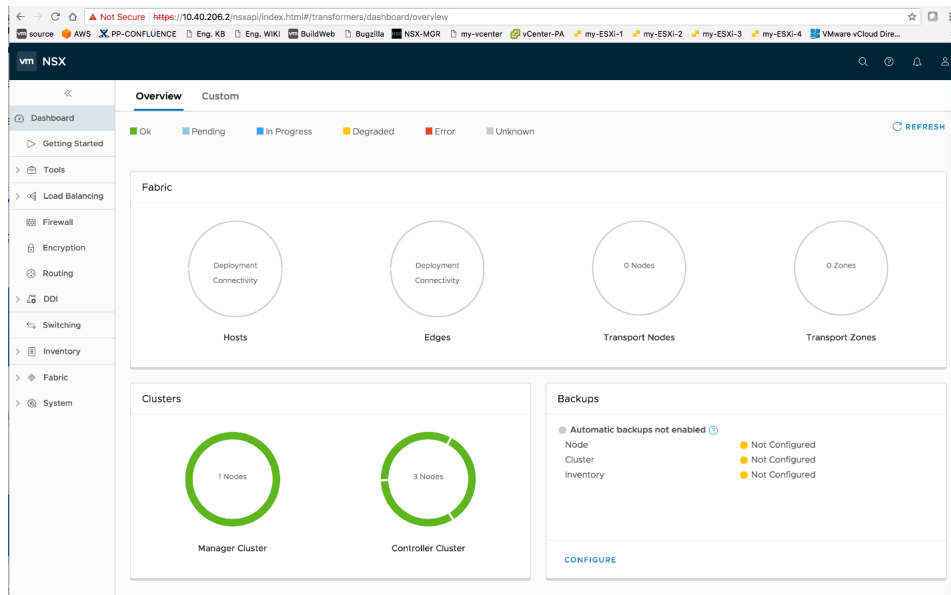 Not Secure https://10.40.206.2/nsxapi/index.html#/transformers/dashboard/overview
source AWS PP-CONFLUENCE Eng. KB Eng. WIKI BuildWeb Bugzilla NSX-MGR my-vcenter vCenter-PA my-ESXi-1 my-ESXi-2 my-ESXi-3 my-ESXi-4 VMware vCloud Dire...
vm NSX
Overview Custom
Dashboard
Getting Started
Tools
Load Balancing
Firewall
Encryption
Routing
DDI
Switching
Inventory
Fabric
System
Ok Pending In Progress Degraded Error Unknown
REFRESH
Fabric
Deployment
Connectivity
Hosts
Deployment
Connectivity
Edges
0 Nodes
Transport Nodes
0 Zones
Transport Zones
Clusters
1 Nodes
Manager Cluster
3 Nodes
Controller Cluster
Backups
Automatic backups not enabled ?
Node Not Configured
Cluster Not Configured
Inventory Not Configured
CONFIGURE